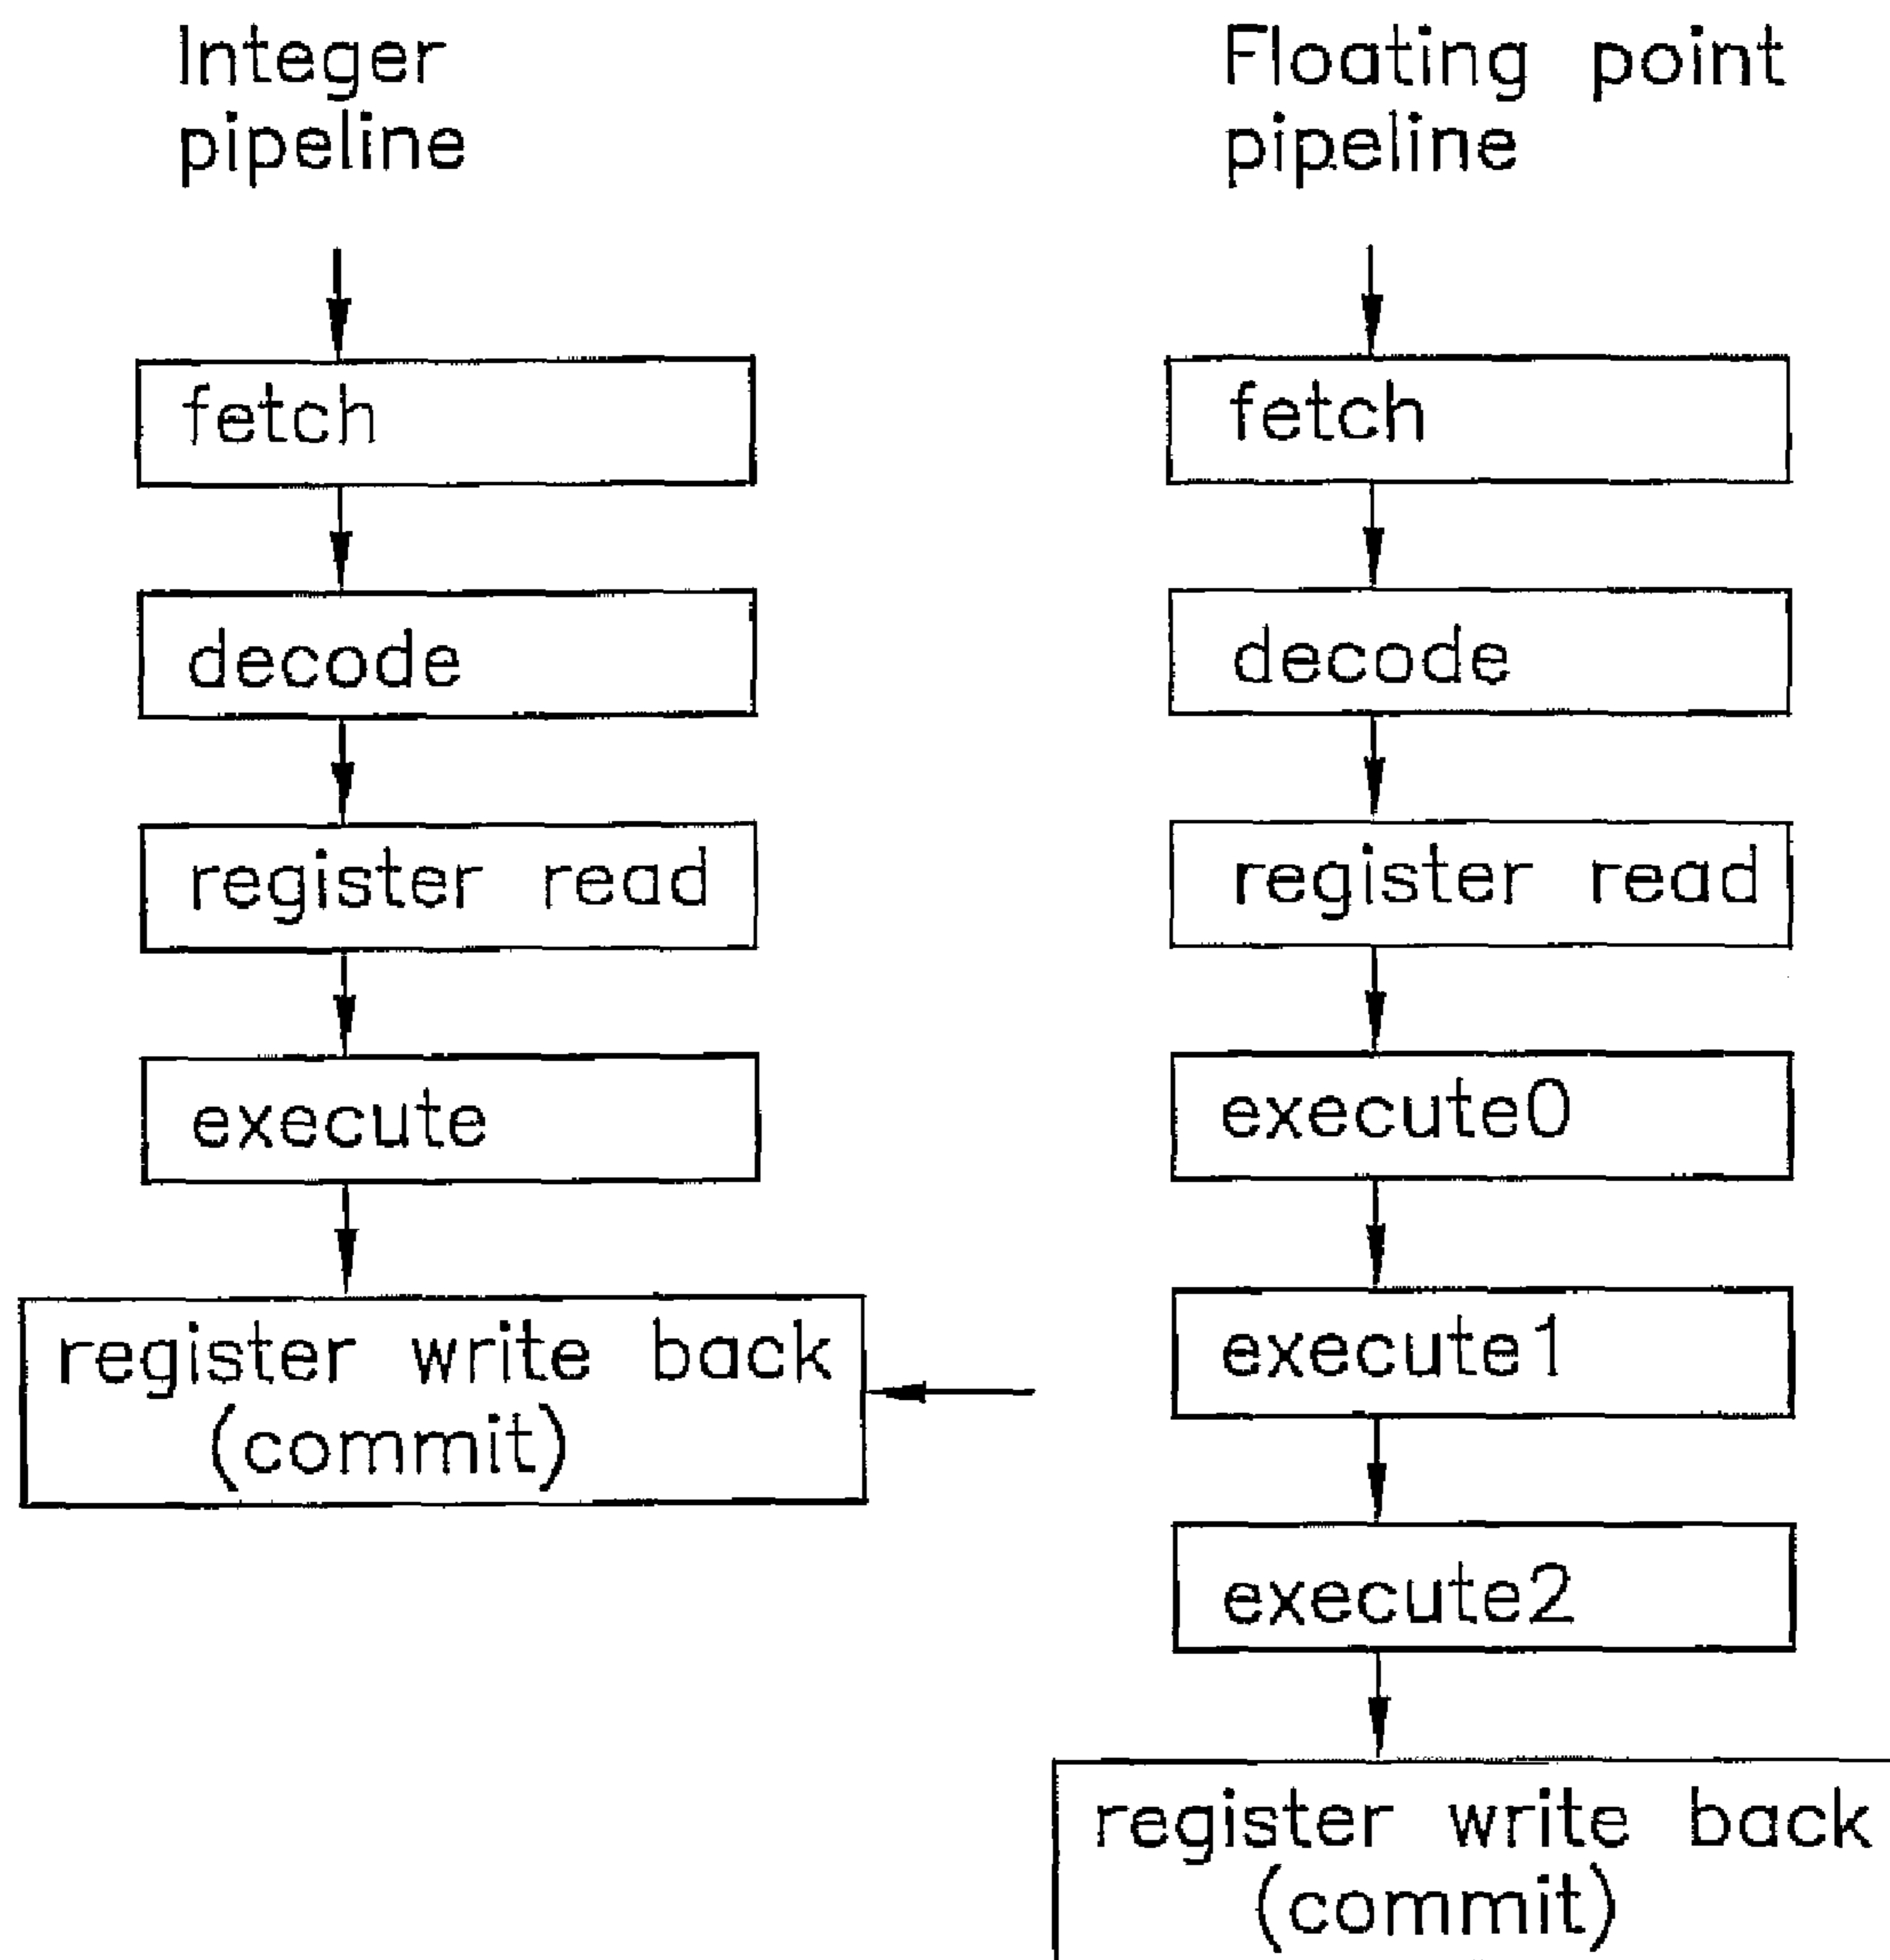 Integer
pipeline
fetch
decode
register read
execute
register write back
(commit)
Floating point
pipeline
fetch
decode
register read
execute0
execute1
execute2
register write back
(commit)